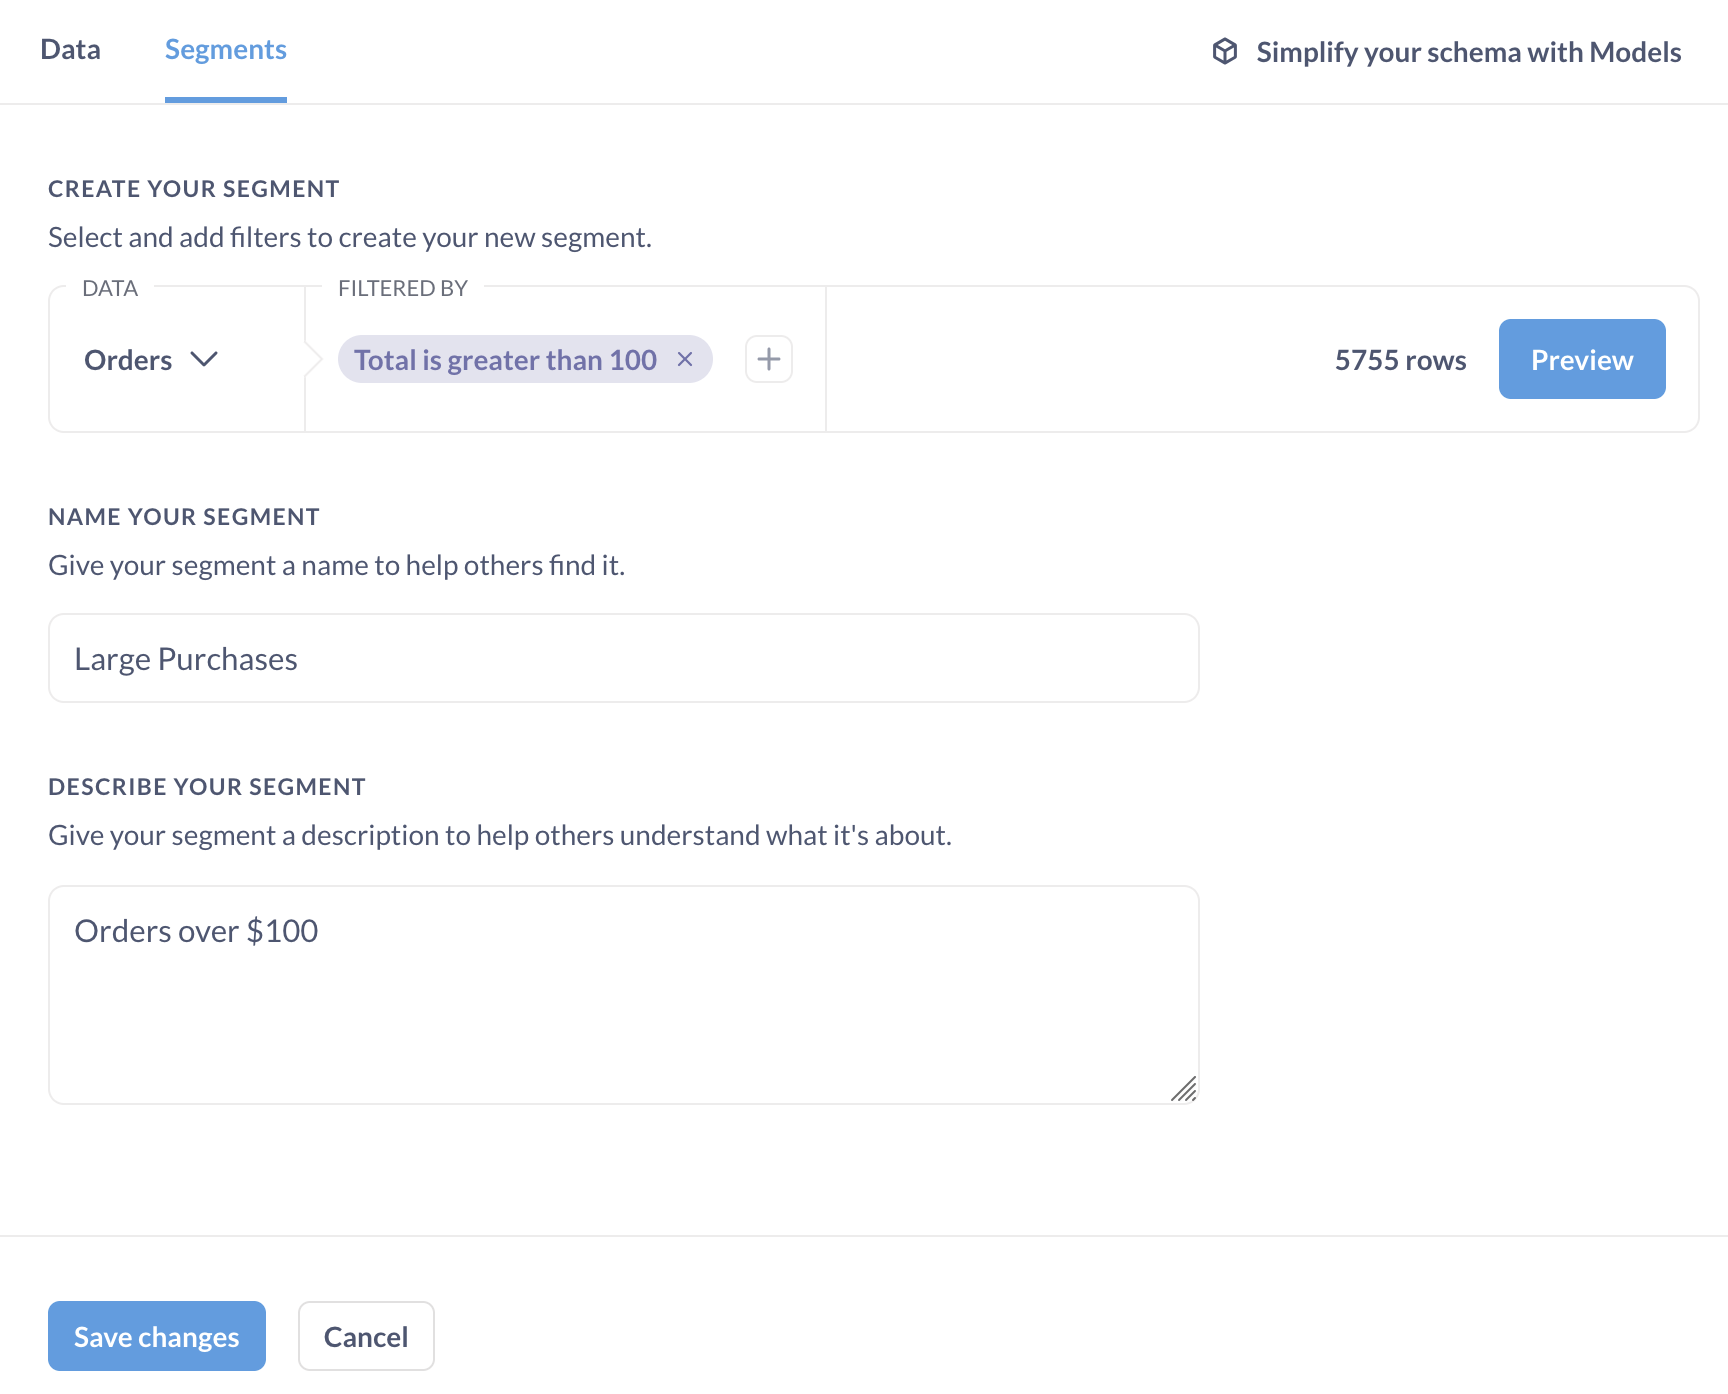 Data
Segments
Simplify your schema with Models
CREATE YOUR SEGMENT
Select and add filters to create your new segment.
DATA
FILTERED BY
Orders
Total is greater than 100
5755 rows
Preview
NAME YOUR SEGMENT
Give your segment a name to help others find it.
Large Purchases
DESCRIBE YOUR SEGMENT
Give your segment a description to help others understand what it's about.
Orders over $100
Save changes
Cancel